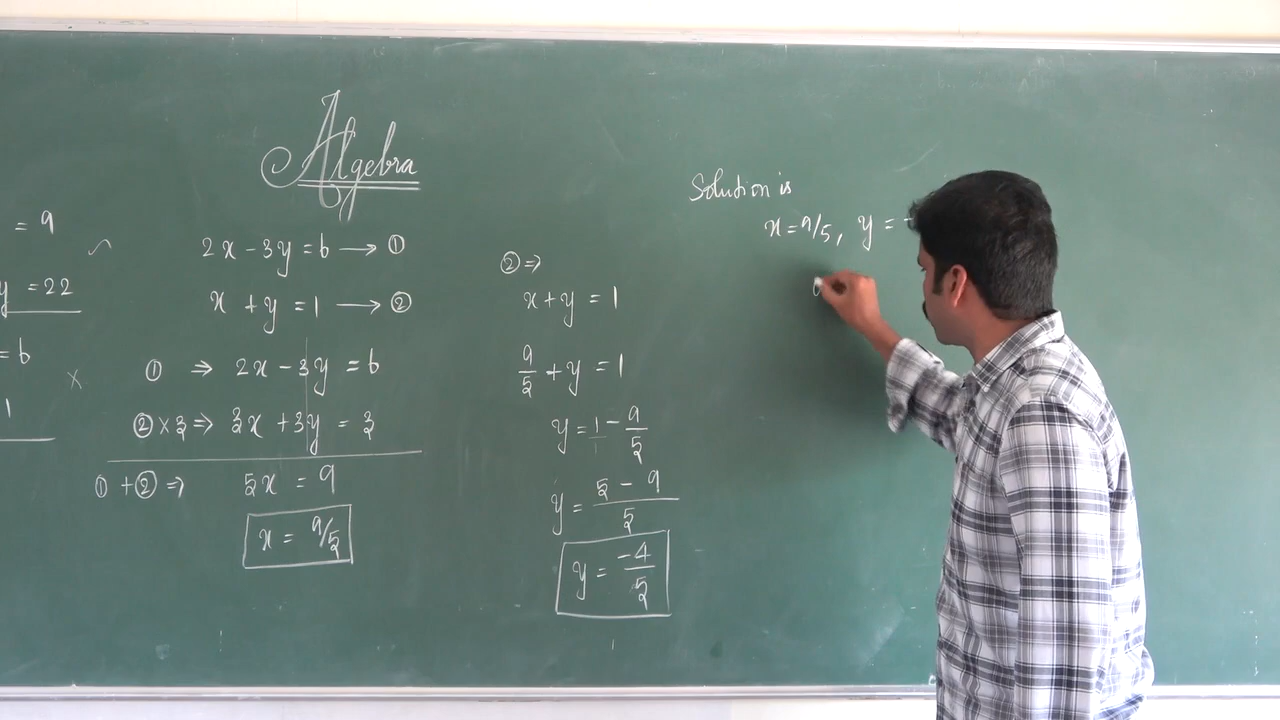 Algebra
= 9
y = 22
= 6
1
2x - 3y = 6 → ①
x + y = 1 → ②
① ⇒ 2x - 3y = 6
② × 3 ⇒ 3x + 3y = 3
① + ② ⇒ 5x = 9
x = 9/5
② ⇒
x + y = 1
9/5 + y = 1
y = 1/1 - 9/5
y = 5 - 9 / 5
y = -4/5
Solution is
x = 9/5, y = -